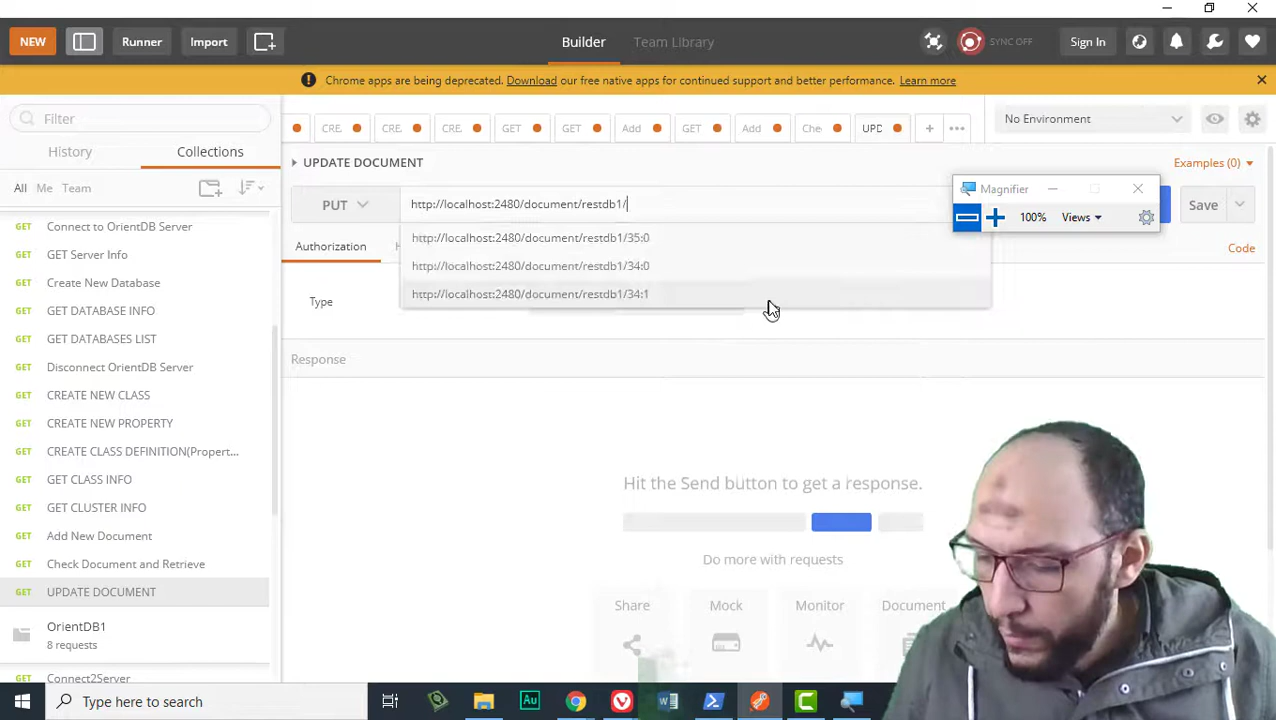 NEW
Runner
Import
Builder
Team Library
SYNC OFF
Sign In
Chrome apps are being deprecated. Download our free native apps for continued support and better performance. Learn more
Filter
CRE
CRE
CRE
GET
GET
Add
GET
Add
Che
UPD
No Environment
History
Collections
UPDATE DOCUMENT
Examples (0)
All Me Team
PUT
http://localhost:2480/document/restdb1/
Magnifier
100%
Views
Save
http://localhost:2480/document/restdb1/35:0
http://localhost:2480/document/restdb1/34:0
http://localhost:2480/document/restdb1/34:1
Authorization
Code
Type
Response
GET Connect to OrientDB Server
GET GET Server Info
GET Create New Database
GET GET DATABASE INFO
GET GET DATABASES LIST
GET Disconnect OrientDB Server
GET CREATE NEW CLASS
GET CREATE NEW PROPERTY
GET CREATE CLASS DEFINITION(Propert...
GET GET CLASS INFO
GET GET CLUSTER INFO
GET Add New Document
GET Check Document and Retrieve
GET UPDATE DOCUMENT
OrientDB1
8 requests
GET Connect2Server
Hit the Send button to get a response.
Do more with requests
Share
Mock
Monitor
Document
Type here to search